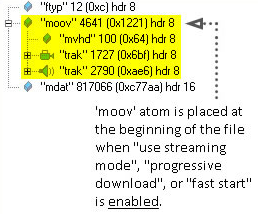 "ftyp" 12 (0xc) hdr 8
"moov" 4641 (0x1221) hdr 8
"mvhd" 100 (0x64) hdr 8
"trak" 1727 (0x6bf) hdr 8
"trak" 2790 (0xae6) hdr 8
"mdat" 817066 (0xc77aa) hdr 16
'moov' atom is placed at
the beginning of the file
when "use streaming
mode", "progressive
download", or "fast start"
is enabled.